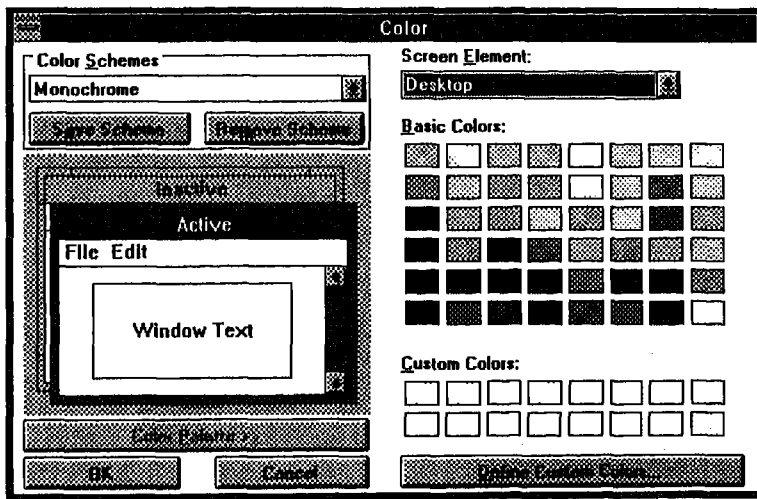 Color
Color Schemes
Monochrome
Save Scheme
Remove Scheme
Inactive
Active
File Edit
Window Text
Color Palette >>
OK
Cancel
Screen Element:
Desktop
Basic Colors:
Custom Colors:
Define Custom Colors...